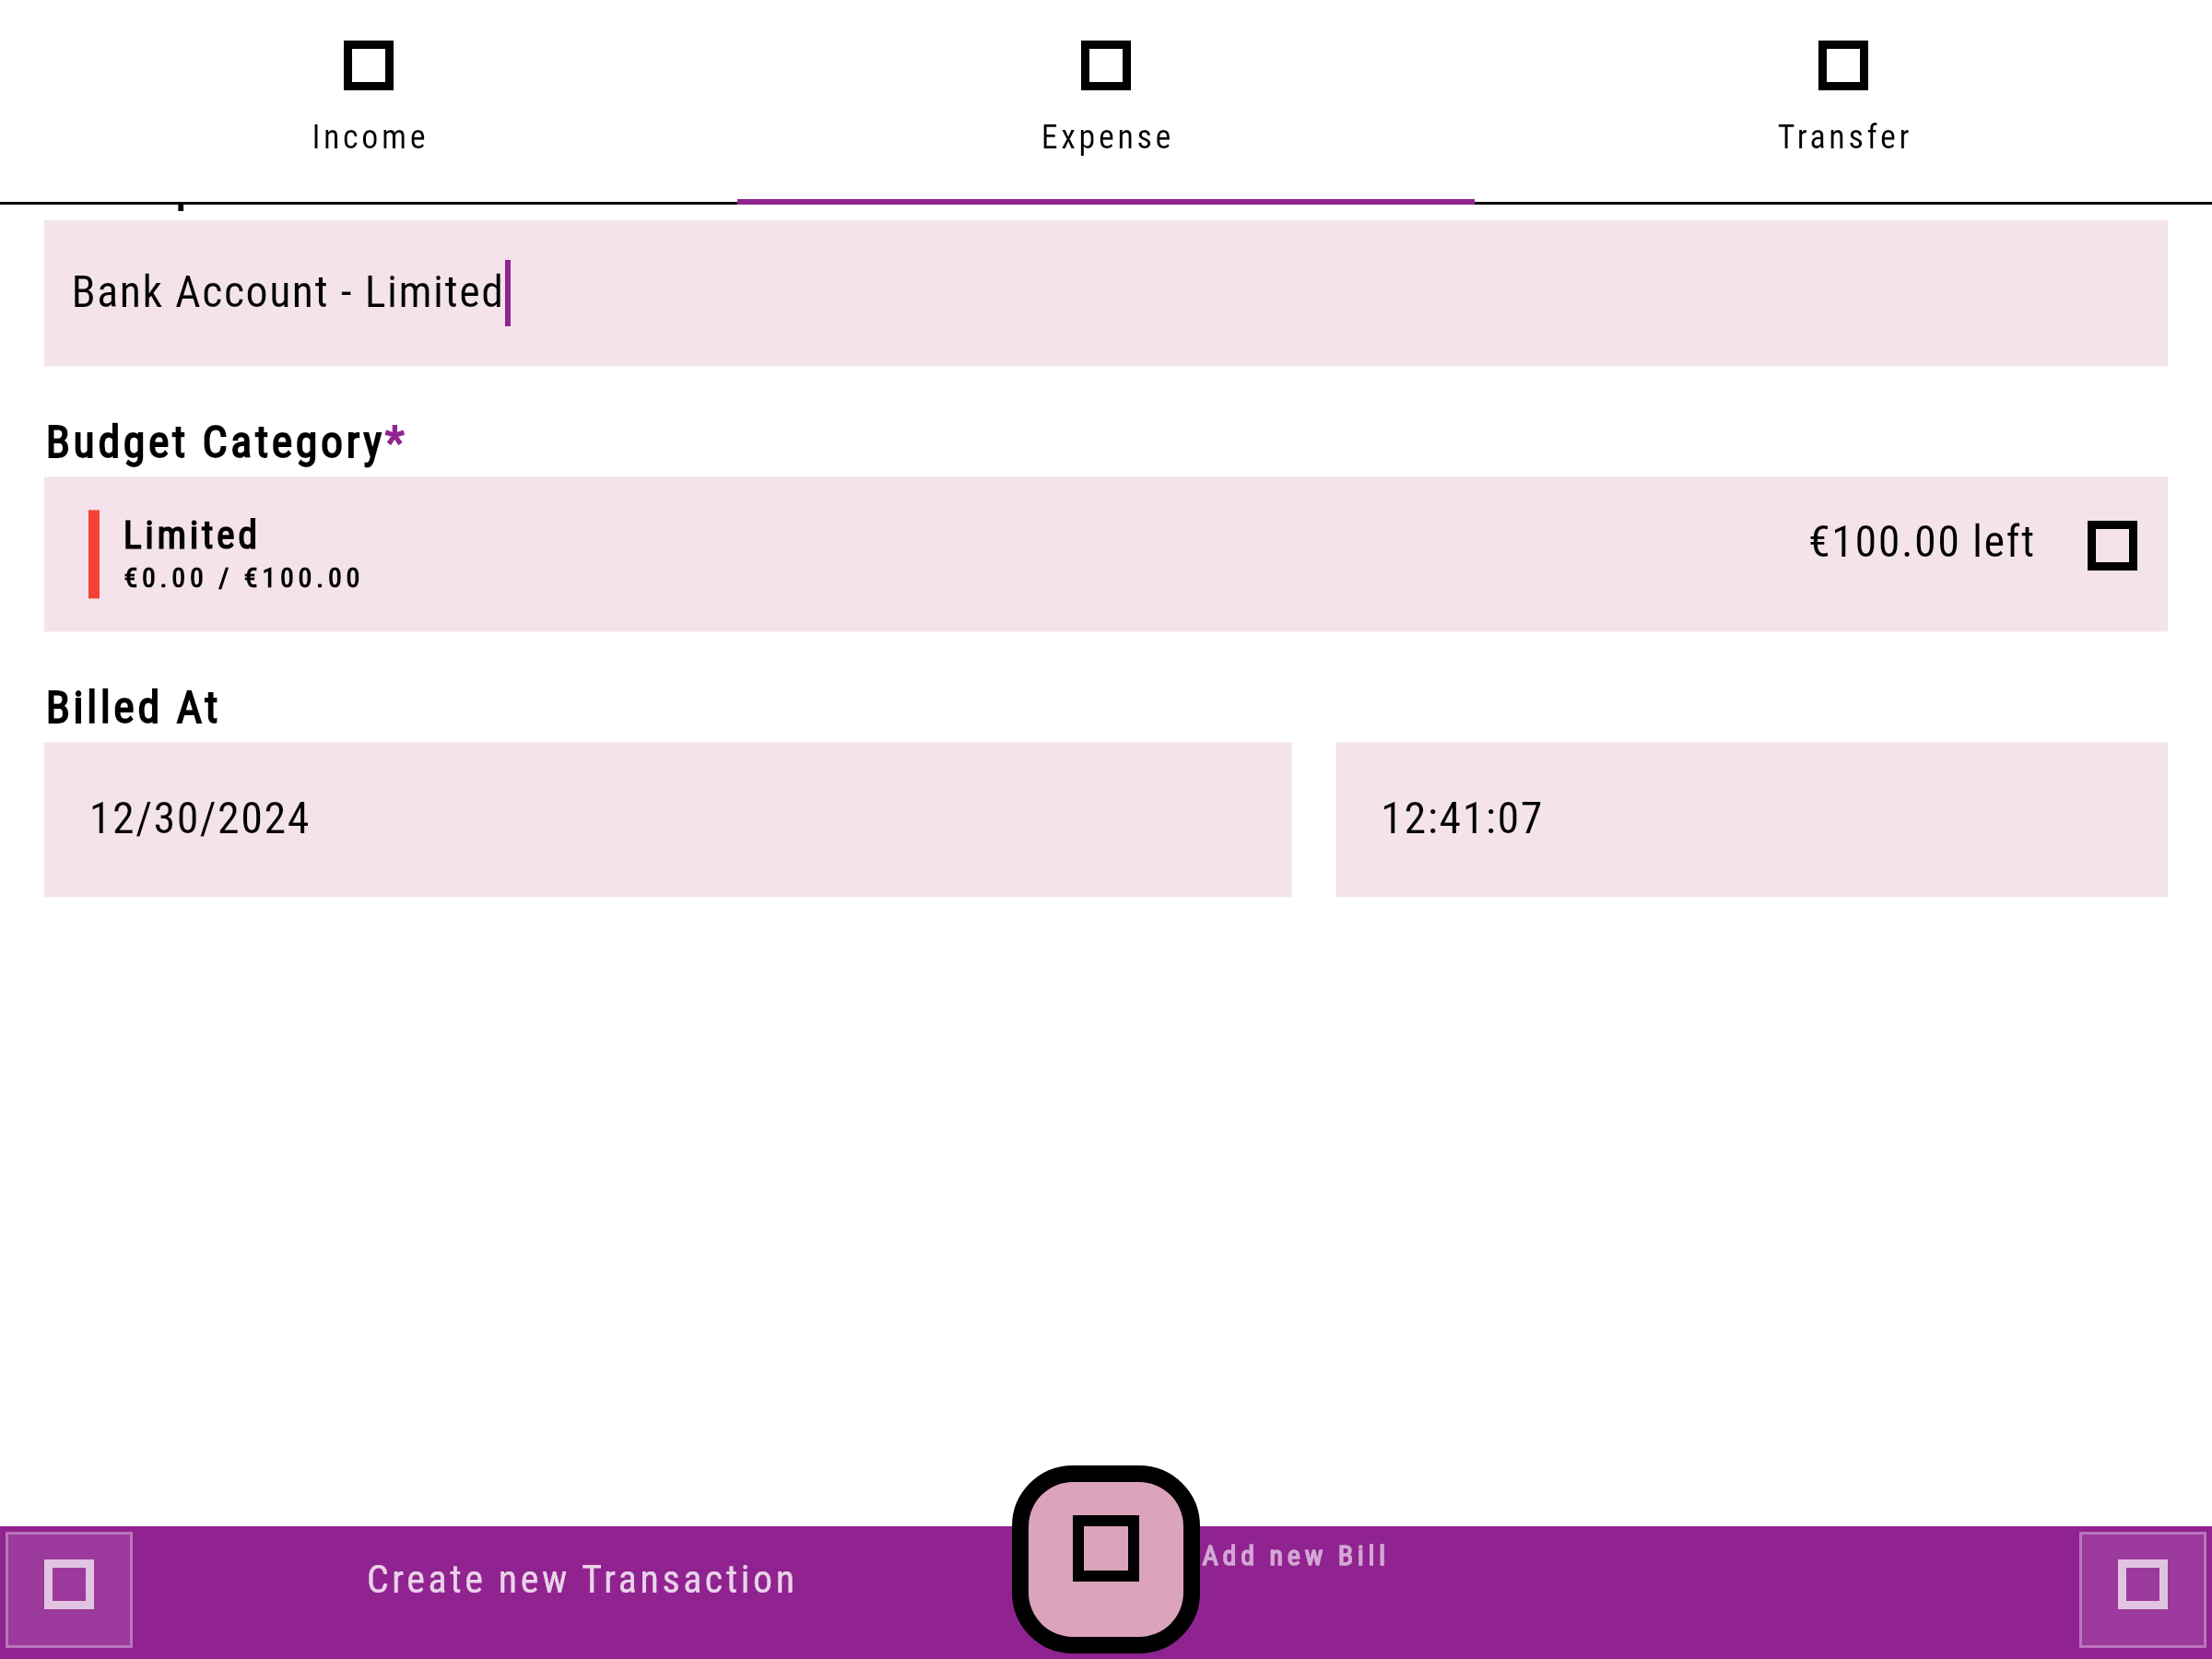 Income
Expense
Transfer
Bank Account - Limited
Budget Category*
Limited
€0.00 / €100.00
€100.00 left
Billed At
12/30/2024
12:41:07
Create new Transaction
Add new Bill